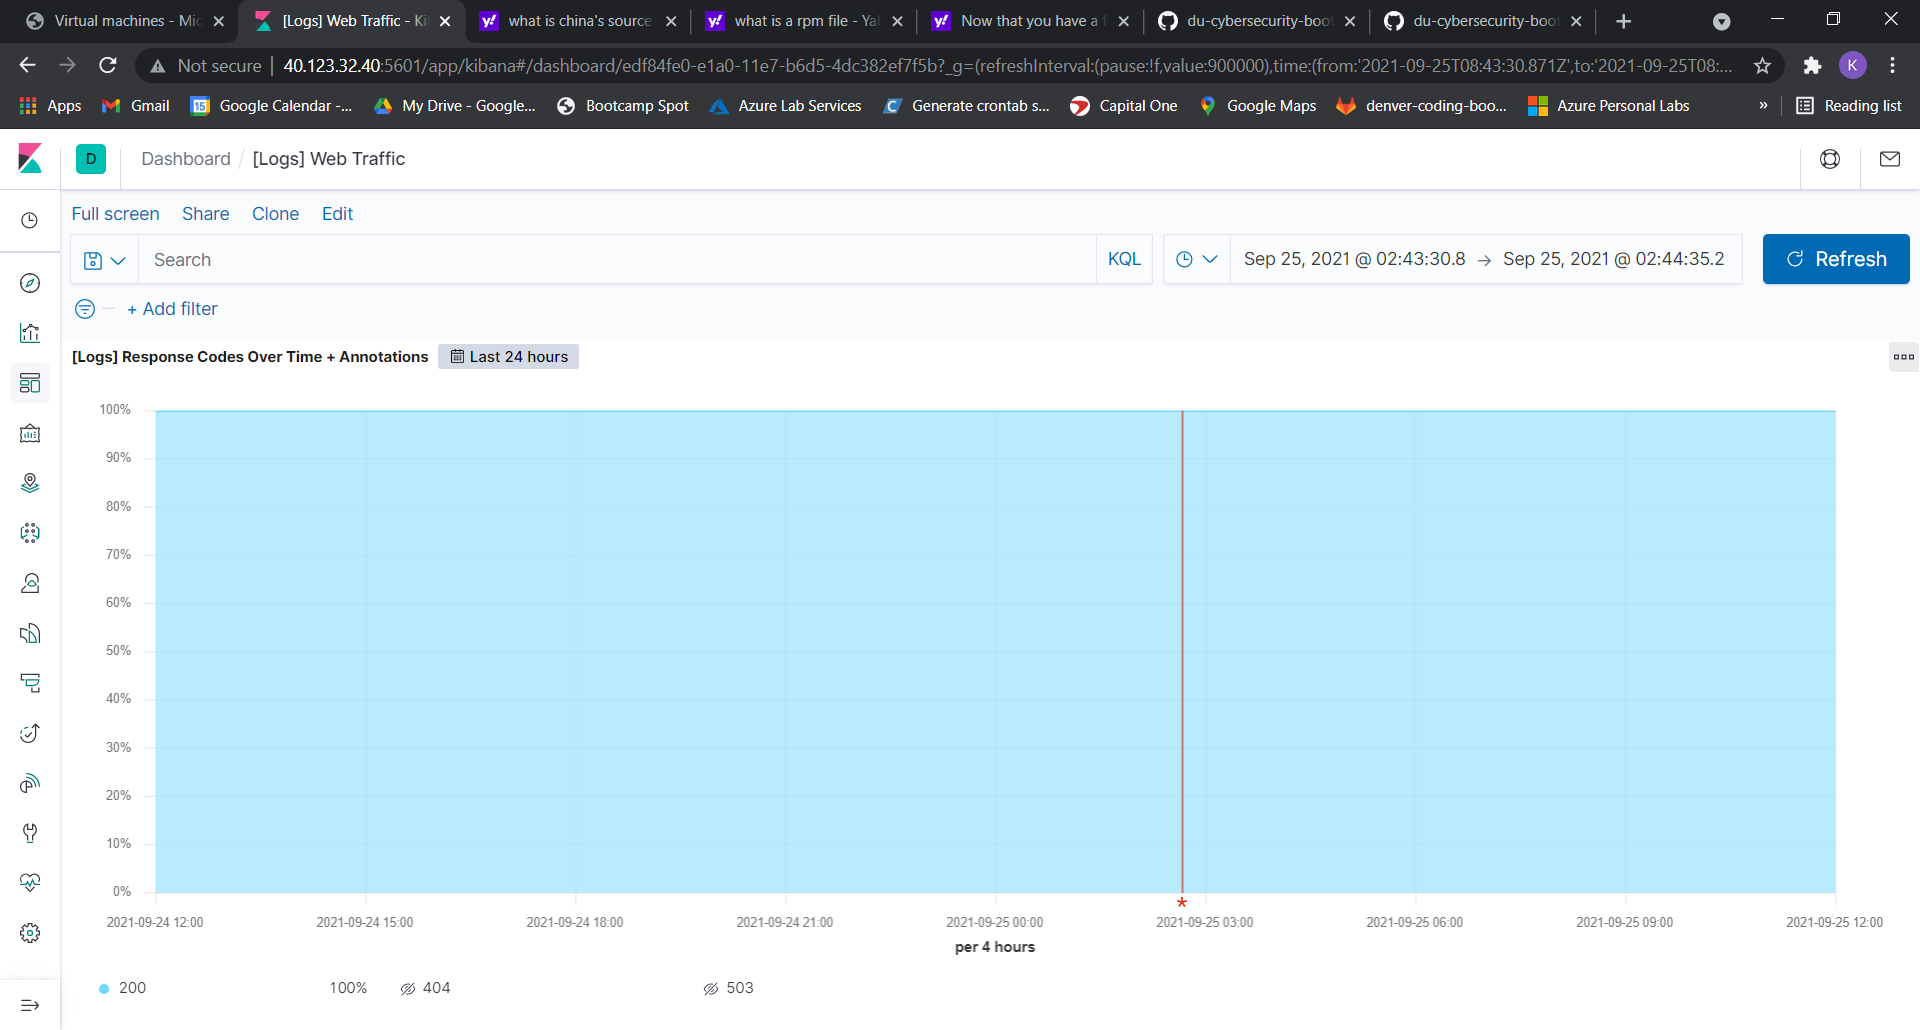 Virtual machines - Mic
[Logs] Web Traffic - Ki
what is china's source
what is a rpm file - Ya
Now that you have a f
du-cybersecurity-boot
du-cybersecurity-boot
Not secure
40.123.32.40:5601/app/kibana#/dashboard/edf84fe0-e1a0-11e7-b6d5-4dc382ef7f5b?_g=(refreshInterval:(pause:!f,value:900000),time:(from:'2021-09-25T08:43:30.871Z',to:'2021-09-25T08:...
K
Apps
Gmail
Google Calendar -...
My Drive - Google...
Bootcamp Spot
Azure Lab Services
Generate crontab s...
Capital One
Google Maps
denver-coding-boo...
Azure Personal Labs
»
Reading list
D
Dashboard / [Logs] Web Traffic
Full screen Share Clone Edit
Search
KQL
Sep 25, 2021 @ 02:43:30.8 → Sep 25, 2021 @ 02:44:35.2
Refresh
+ Add filter
[Logs] Response Codes Over Time + Annotations
Last 24 hours
100%
90%
80%
70%
60%
50%
40%
30%
20%
10%
0%
2021-09-24 12:00
2021-09-24 15:00
2021-09-24 18:00
2021-09-24 21:00
2021-09-25 00:00
2021-09-25 03:00
2021-09-25 06:00
2021-09-25 09:00
2021-09-25 12:00
per 4 hours
200 100%
404
503